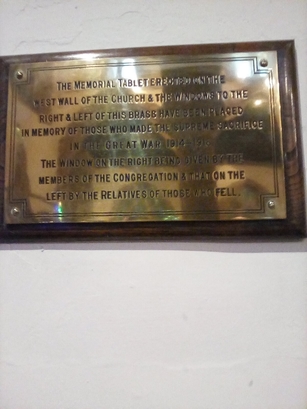 THE MEMORIAL TABLET ERECTED ON THE
WEST WALL OF THE CHURCH & THE WINDOWS TO THE
RIGHT & LEFT OF THIS BRASS HAVE BEEN PLACED
IN MEMORY OF THOSE WHO MADE THE SUPREME SACRIFICE
IN THE GREAT WAR 1914-1918
THE WINDOW ON THE RIGHT BEING GIVEN BY THE
MEMBERS OF THE CONGREGATION & THAT ON THE
LEFT BY THE RELATIVES OF THOSE WHO FELL.